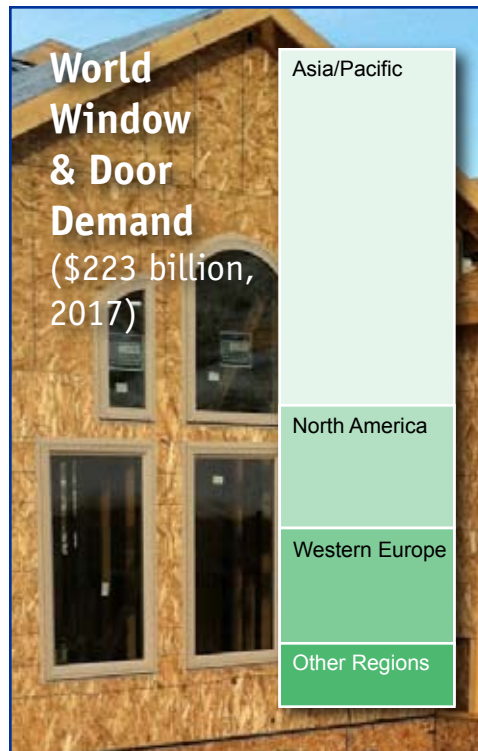 World
Window
& Door
Demand
($223 billion,
2017)
Asia/Pacific
North America
Western Europe
Other Regions